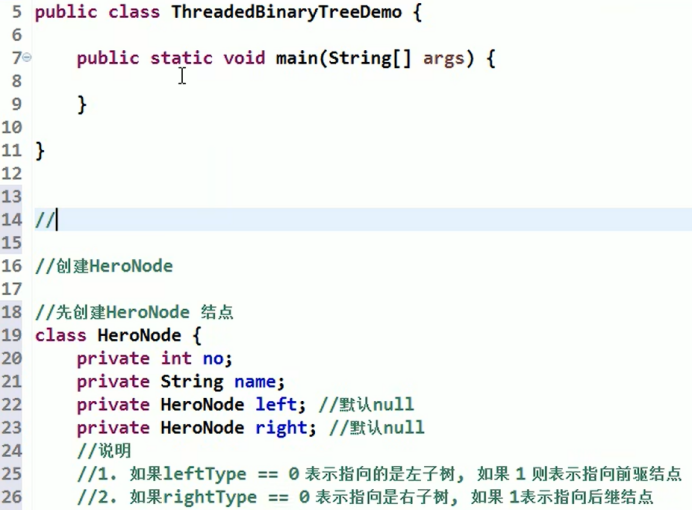 5 public class ThreadedBinaryTreeDemo {
6
7 public static void main(String[] args) {
8
9 }
10
11 }
12
13
14 //
15
16 //创建HeroNode
17
18 //先创建HeroNode 结点
19 class HeroNode {
20 private int no;
21 private String name;
22 private HeroNode left; //默认null
23 private HeroNode right; //默认null
24 //说明
25 //1. 如果leftType == 0 表示指向的是左子树, 如果 1 则表示指向前驱结点
26 //2. 如果rightType == 0 表示指向是右子树, 如果 1表示指向后继结点